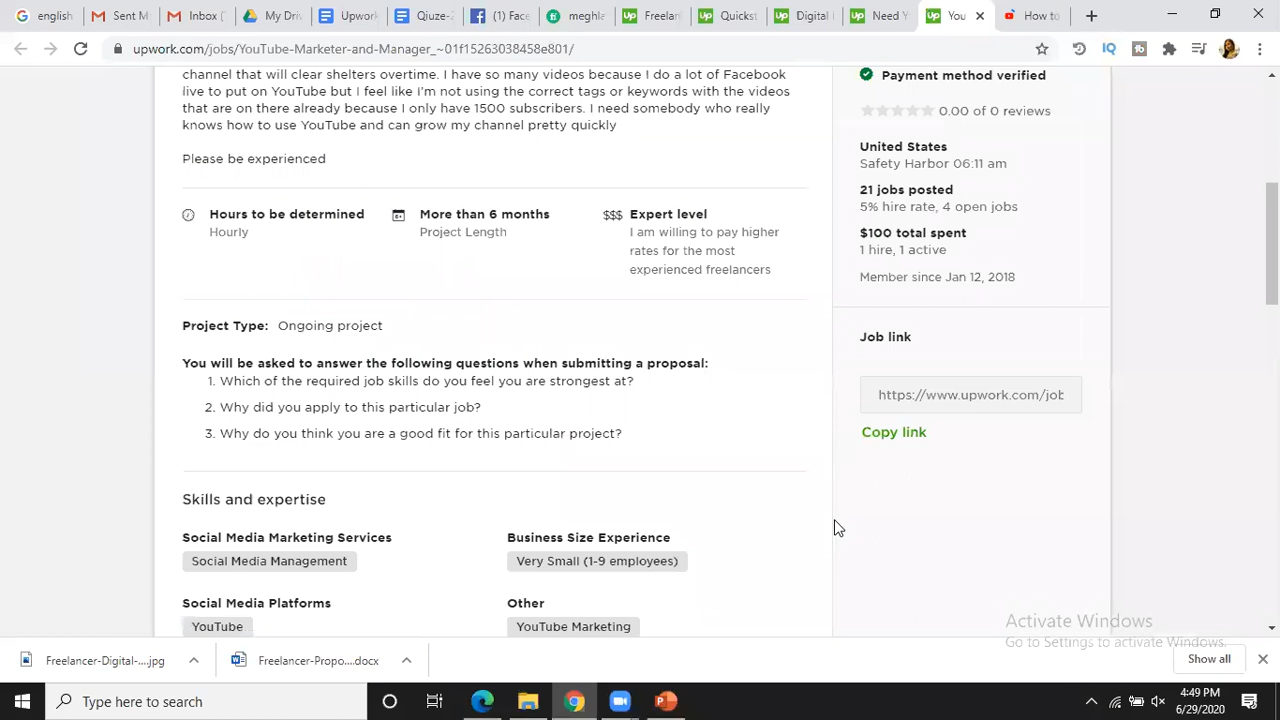 english
Sent M
Inbox (
My Driv
Upwork
Qiuze-
(1) Face
meghla
Freelan
Quickst
Digital
Need Y
You
How to
upwork.com/jobs/YouTube-Marketer-and-Manager_~01f15263038458e801/
channel that will clear shelters overtime. I have so many videos because I do a lot of Facebook
live to put on YouTube but I feel like I'm not using the correct tags or keywords with the videos
that are on there already because I only have 1500 subscribers. I need somebody who really
knows how to use YouTube and can grow my channel pretty quickly
Please be experienced
Hours to be determined
Hourly
More than 6 months
Project Length
$$$ Expert level
I am willing to pay higher
rates for the most
experienced freelancers
Project Type: Ongoing project
You will be asked to answer the following questions when submitting a proposal:
1. Which of the required job skills do you feel you are strongest at?
2. Why did you apply to this particular job?
3. Why do you think you are a good fit for this particular project?
Skills and expertise
Social Media Marketing Services
Social Media Management
Business Size Experience
Very Small (1-9 employees)
Social Media Platforms
YouTube
Other
YouTube Marketing
Payment method verified
0.00 of 0 reviews
United States
Safety Harbor 06:11 am
21 jobs posted
5% hire rate, 4 open jobs
$100 total spent
1 hire, 1 active
Member since Jan 12, 2018
Job link
https://www.upwork.com/job
Copy link
Activate Windows
Go to Settings to activate Windows.
Freelancer-Digital-....jpg
Freelancer-Propo....docx
Show all
Type here to search
4:49 PM
6/29/2020